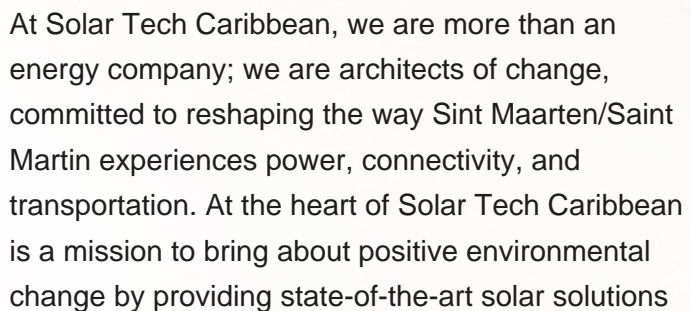 At Solar Tech Caribbean, we are more than an
energy company; we are architects of change,
committed to reshaping the way Sint Maarten/Saint
Martin experiences power, connectivity, and
transportation. At the heart of Solar Tech Caribbean
is a mission to bring about positive environmental
change by providing state-of-the-art solar solutions